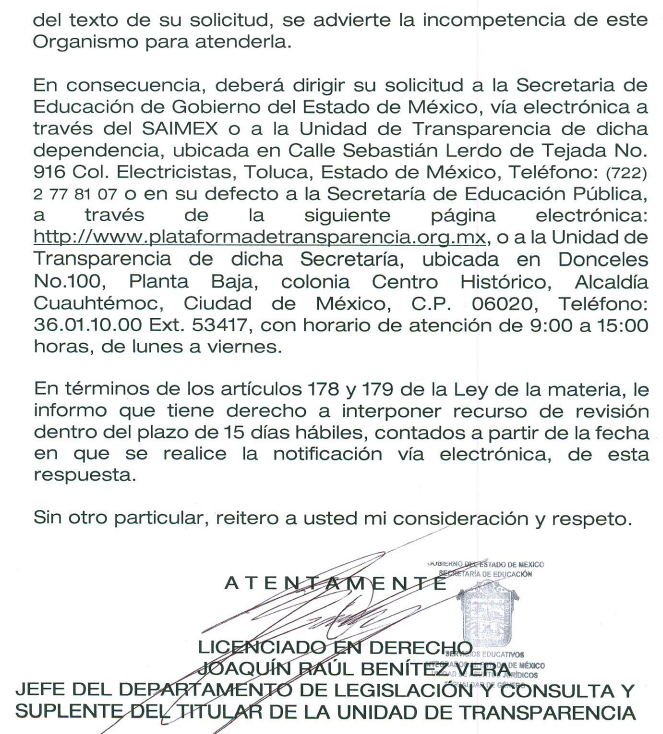 del texto de su solicitud, se advierte la incompetencia de este
Organismo para atenderla.
En consecuencia, deberá dirigir su solicitud a la Secretaria de
Educación de Gobierno del Estado de México, vía electrónica a
través del SAIMEX o a la Unidad de Transparencia de dicha
dependencia, ubicada en Calle Sebastián Lerdo de Tejada No.
916 Col. Electricistas, Toluca, Estado de México, Teléfono: (722)
2 77 81 07 o en su defecto a la Secretaría de Educación Pública,
a través de la siguiente página electrónica:
http://www.plataformadetransparencia.org.mx, o a la Unidad de
Transparencia de dicha Secretaría, ubicada en Donceles
No.100, Planta Baja, colonia Centro Histórico, Alcaldía
Cuauhtémoc, Ciudad de México, C.P. 06020, Teléfono:
36.01.10.00 Ext. 53417, con horario de atención de 9:00 a 15:00
horas, de lunes a viernes.
En términos de los artículos 178 y 179 de la Ley de la materia, le
informo que tiene derecho a interponer recurso de revisión
dentro del plazo de 15 días hábiles, contados a partir de la fecha
en que se realice la notificación vía electrónica, de esta
respuesta.
Sin otro particular, reitero a usted mi consideración y respeto.
GOBIERNO DEL ESTADO DE MEXICO
SECRETARÍA DE EDUCACIÓN
ATENTAMENTE
LICENCIADO EN DERECHO
SERVICIOS EDUCATIVOS
JOAQUÍN RAÚL BENÍTEZ VERA
DE MÉXICO
JURÍDICOS
JEFE DEL DEPARTAMENTO DE LEGISLACIÓN Y CONSULTA Y
SUPLENTE DEL TITULAR DE LA UNIDAD DE TRANSPARENCIA